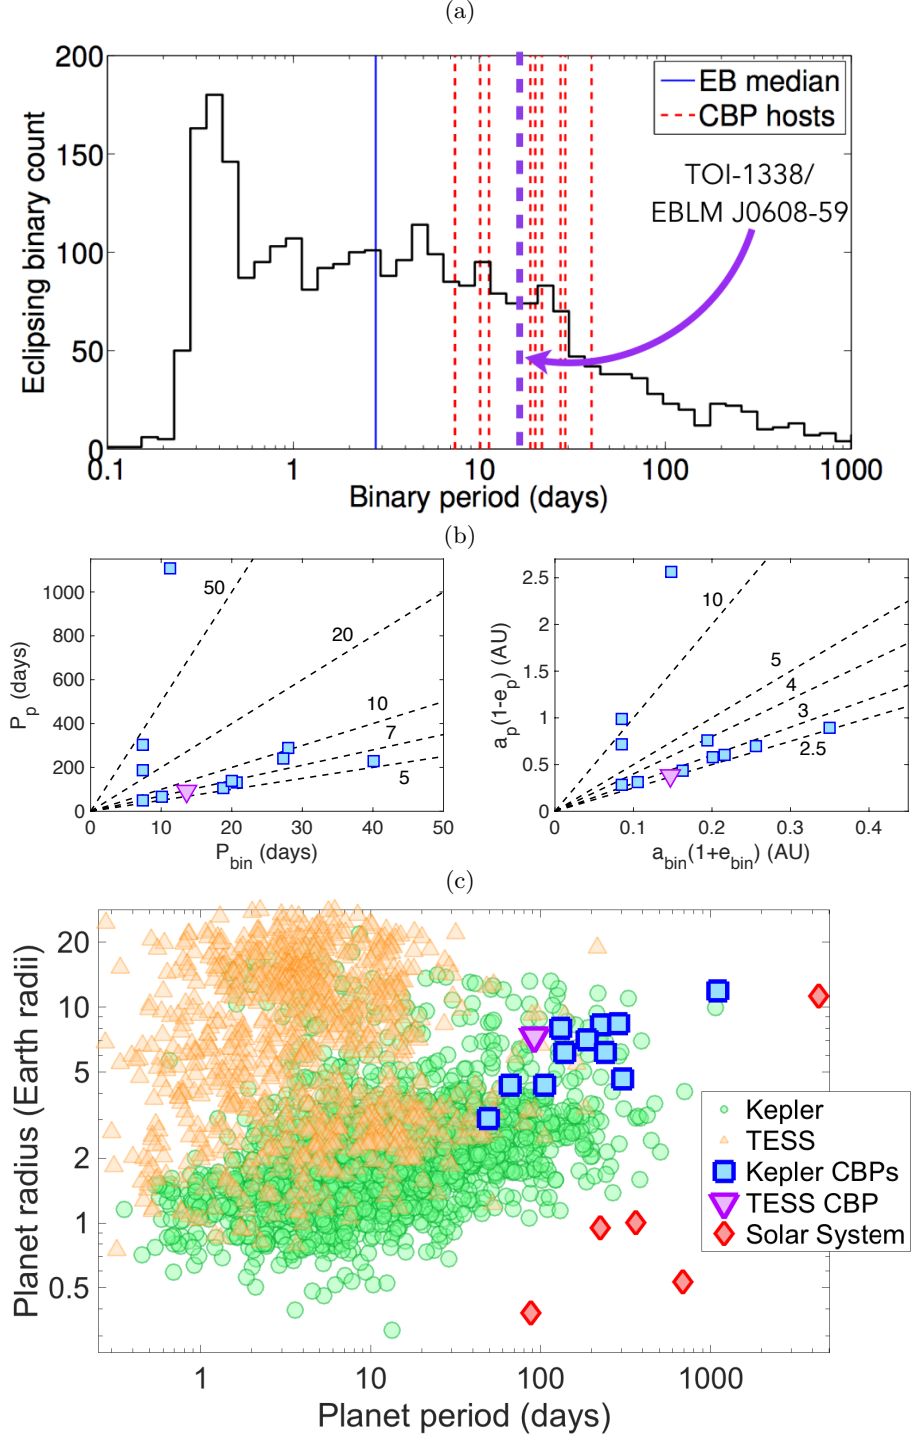 (a)
200
150
100
50
0
Eclipsing binary count
EB median
CBP hosts
TOI-1338/
EBLM J0608-59
0.1 1 10 100 1000
Binary period (days)
(b)
1000
800
600
400
200
0
P_p (days)
50
20
10
7
5
0 10 20 30 40 50
P_bin (days)
2.5
2
1.5
1
0.5
0
a_p(1-e_p) (AU)
10
5
4
3
2.5
0 0.1 0.2 0.3 0.4
a_bin(1+e_bin) (AU)
(c)
20
10
5
2
1
0.5
Planet radius (Earth radii)
Kepler
TESS
Kepler CBPs
TESS CBP
Solar System
1 10 100 1000
Planet period (days)